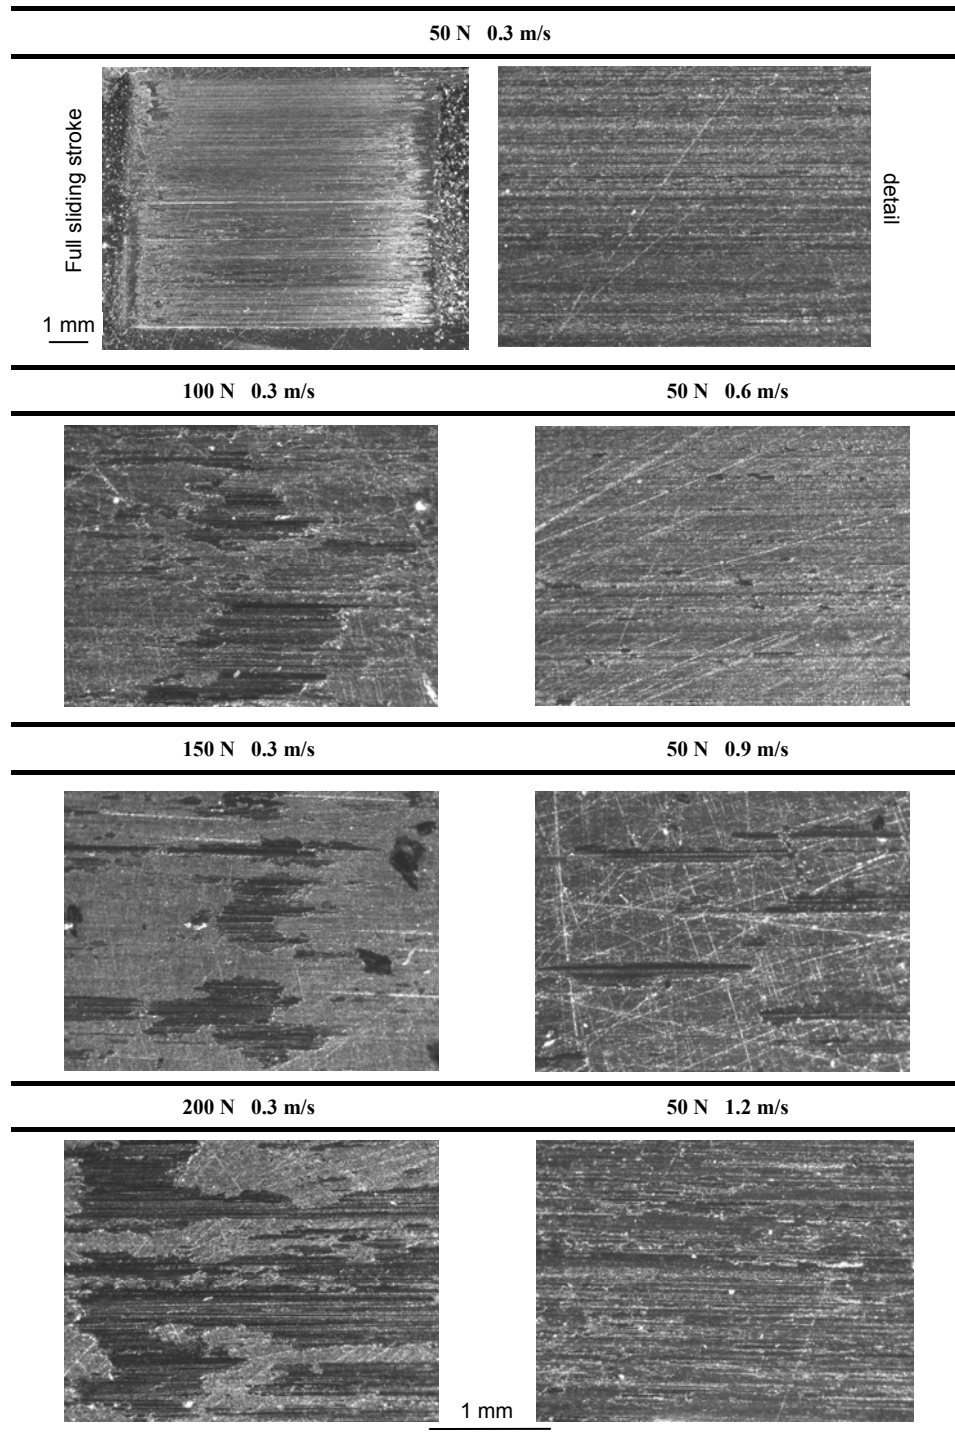 50 N 0.3 m/s
Full sliding stroke
detail
1 mm
100 N 0.3 m/s
50 N 0.6 m/s
150 N 0.3 m/s
50 N 0.9 m/s
200 N 0.3 m/s
50 N 1.2 m/s
1 mm